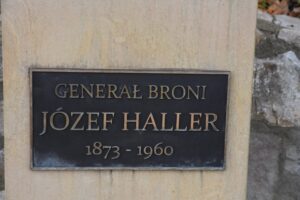 GENERAŁ BRONI
JÓZEF HALLER
1873 - 1960